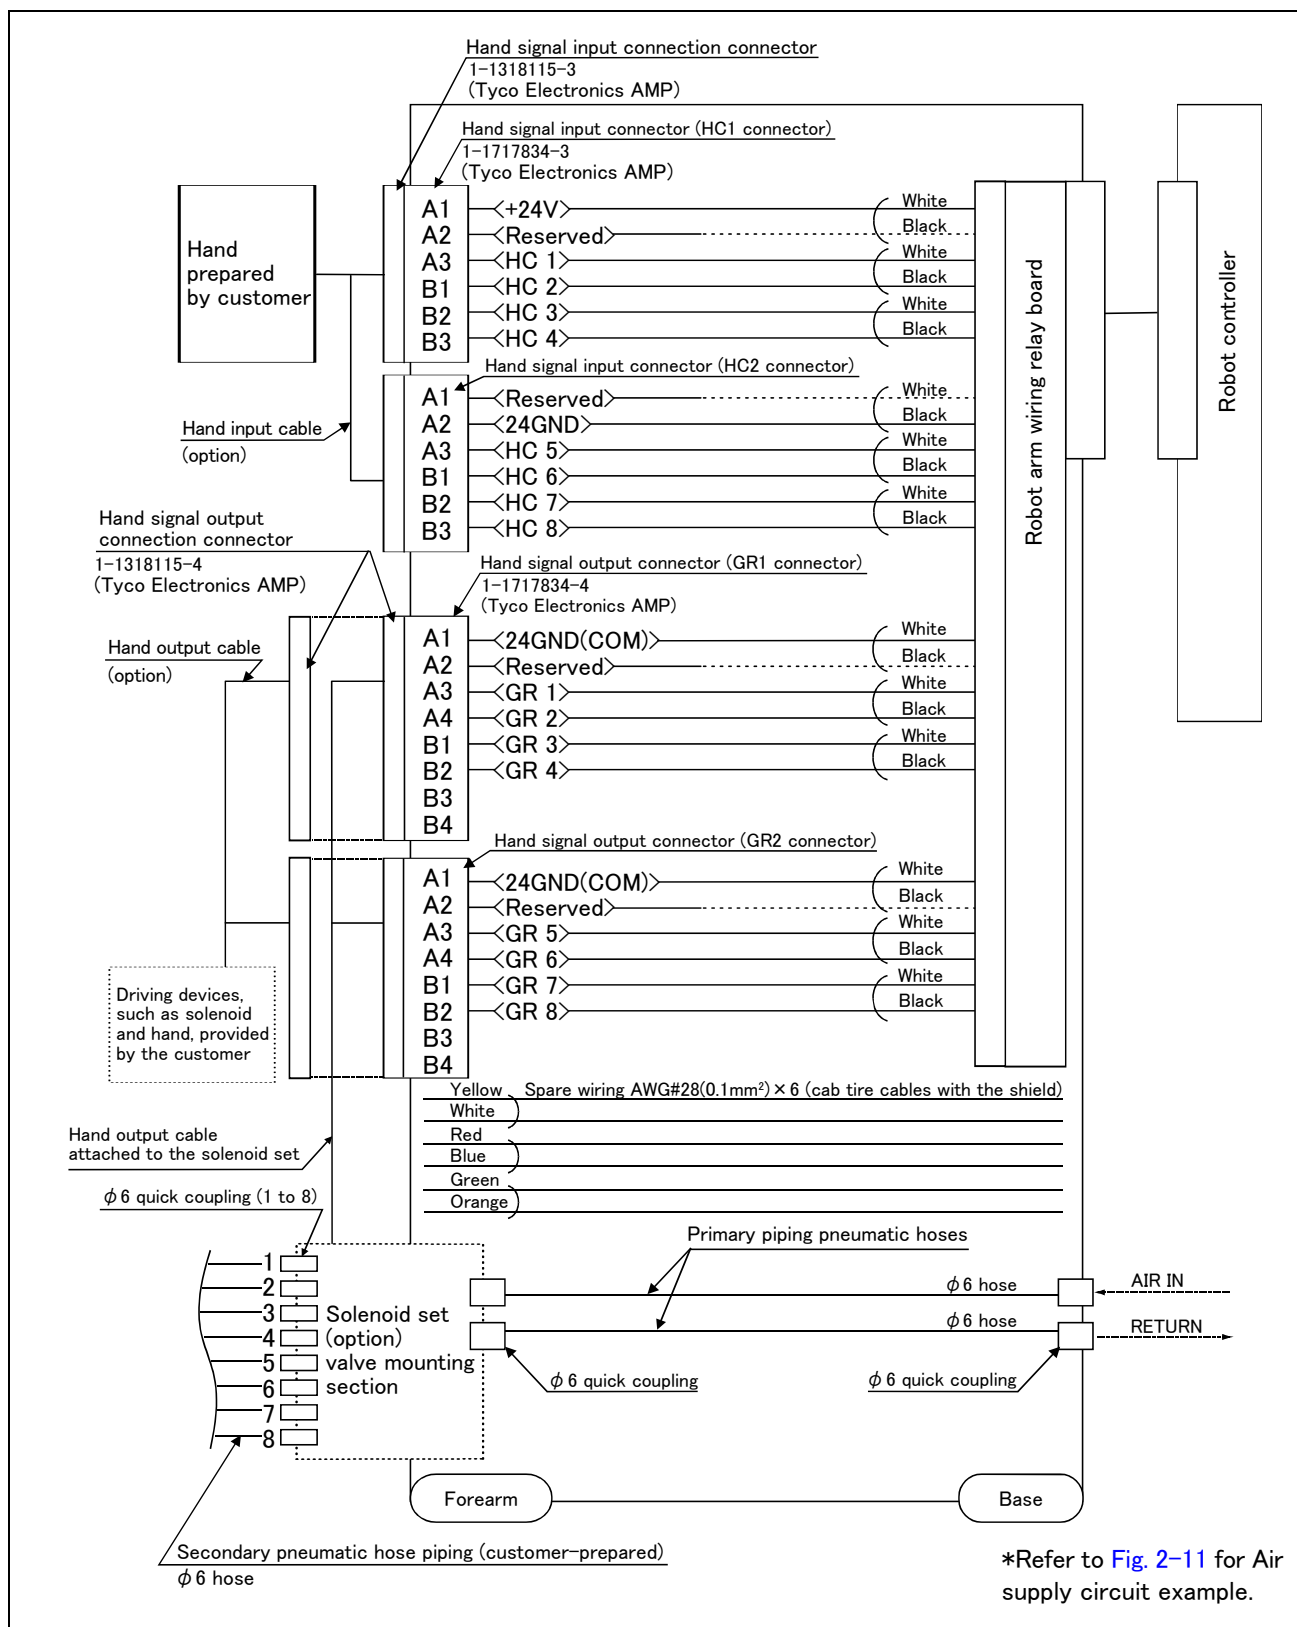 Hand signal input connection connector
1-1318115-3
(Tyco Electronics AMP)
Hand signal input connector (HC1 connector)
1-1717834-3
(Tyco Electronics AMP)
Hand
prepared
by customer
A1 <+24V> White
A2 <Reserved> Black
A3 <HC 1> White
B1 <HC 2> Black
B2 <HC 3> White
B3 <HC 4> Black
Robot arm wiring relay board
Robot controller
Hand signal input connector (HC2 connector)
A1 <Reserved> White
A2 <24GND> Black
A3 <HC 5> White
B1 <HC 6> Black
B2 <HC 7> White
B3 <HC 8> Black
Hand input cable
(option)
Hand signal output
connection connector
1-1318115-4
(Tyco Electronics AMP)
Hand signal output connector (GR1 connector)
1-1717834-4
(Tyco Electronics AMP)
Hand output cable
(option)
A1 <24GND(COM)> White
A2 <Reserved> Black
A3 <GR 1> White
A4 <GR 2> Black
B1 <GR 3> White
B2 <GR 4> Black
B3
B4
Hand signal output connector (GR2 connector)
A1 <24GND(COM)> White
A2 <Reserved> Black
A3 <GR 5> White
A4 <GR 6> Black
B1 <GR 7> White
B2 <GR 8> Black
B3
B4
Driving devices,
such as solenoid
and hand, provided
by the customer
Yellow Spare wiring AWG#28(0.1mm²)×6 (cab tire cables with the shield)
White
Red
Blue
Green
Orange
Hand output cable
attached to the solenoid set
φ6 quick coupling (1 to 8)
Primary piping pneumatic hoses
1
2
3
4
5
6
7
8
Solenoid set
(option)
valve mounting
section
φ6 hose
AIR IN
φ6 hose
RETURN
φ6 quick coupling
φ6 quick coupling
Forearm
Base
Secondary pneumatic hose piping (customer-prepared)
φ6 hose
*Refer to Fig. 2-11 for Air
supply circuit example.